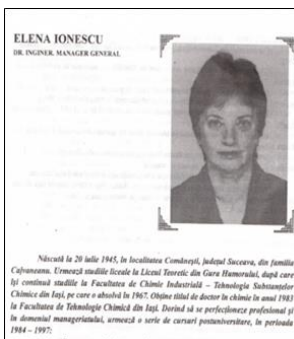 ELENA IONESCU
DR. INGINER, MANAGER GENERAL
Născută la 20 iulie 1945, în localitatea Comănești, județul Suceava, din familia
Cajvaneanu. Urmează studiile liceale la Liceul Teoretic din Gura Humorului, după care
își continuă studiile la Facultatea de Chimie Industrială – Tehnologia Substanțelor
Chimice din Iași, pe care o absolvă în 1967. Obține titlul de doctor în chimie în anul 1983
la Facultatea de Tehnologie Chimică din Iași. Dorind să se perfecționeze profesional și
în domeniul managerialului, urmează o serie de cursuri postuniversitare, în perioada
1984 – 1997: